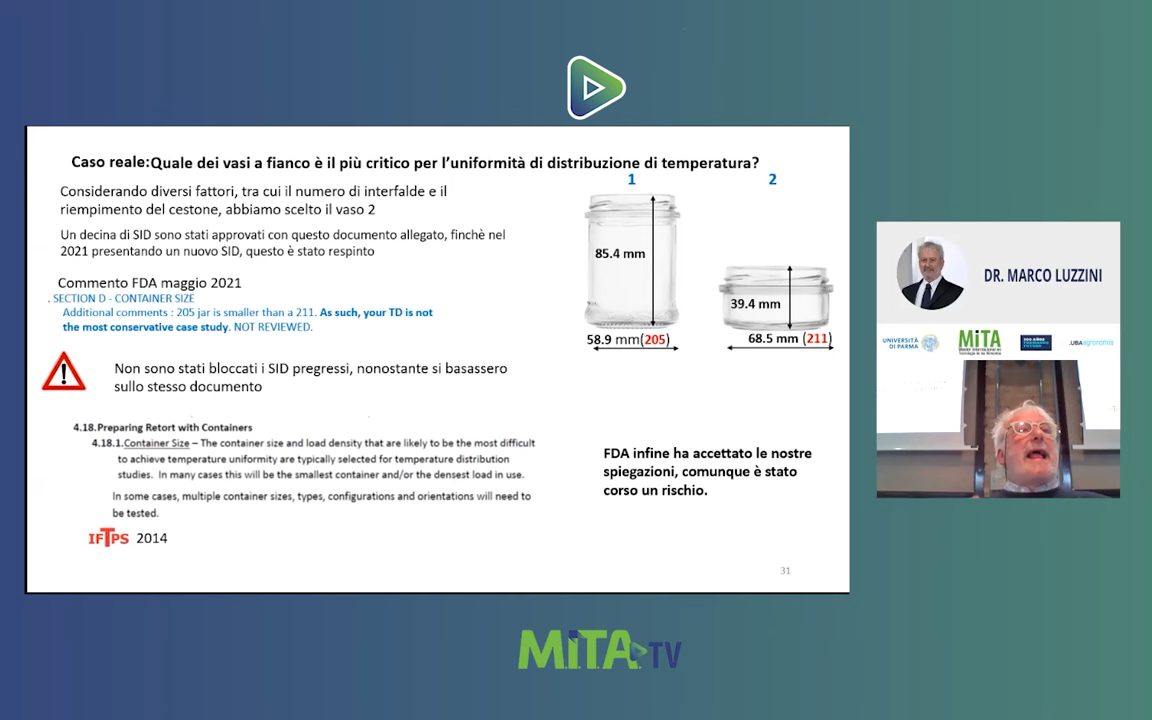 Caso reale:Quale dei vasi a fianco è il più critico per l'uniformità di distribuzione di temperatura?
1
2
Considerando diversi fattori, tra cui il numero di interfalde e il
riempimento del cestone, abbiamo scelto il vaso 2
Un decina di SID sono stati approvati con questo documento allegato, finchè nel
2021 presentando un nuovo SID, questo è stato respinto
85.4 mm
39.4 mm
58.9 mm(205)
68.5 mm (211)
Commento FDA maggio 2021
. SECTION D - CONTAINER SIZE
Additional comments : 205 jar is smaller than a 211. As such, your TD is not
the most conservative case study. NOT REVIEWED.
!
Non sono stati bloccati i SID pregressi, nonostante si basassero
sullo stesso documento
4.18.Preparing Retort with Containers
4.18.1.Container Size – The container size and load density that are likely to be the most difficult
to achieve temperature uniformity are typically selected for temperature distribution
studies. In many cases this will be the smallest container and/or the densest load in use.
In some cases, multiple container sizes, types, configurations and orientations will need to
be tested.
IFTPS 2014
FDA infine ha accettato le nostre
spiegazioni, comunque è stato
corso un rischio.
31
DR. MARCO LUZZINI
UNIVERSITÀ
DI PARMA
MiTA
.UBAagronomía
M.i.T.A. TV